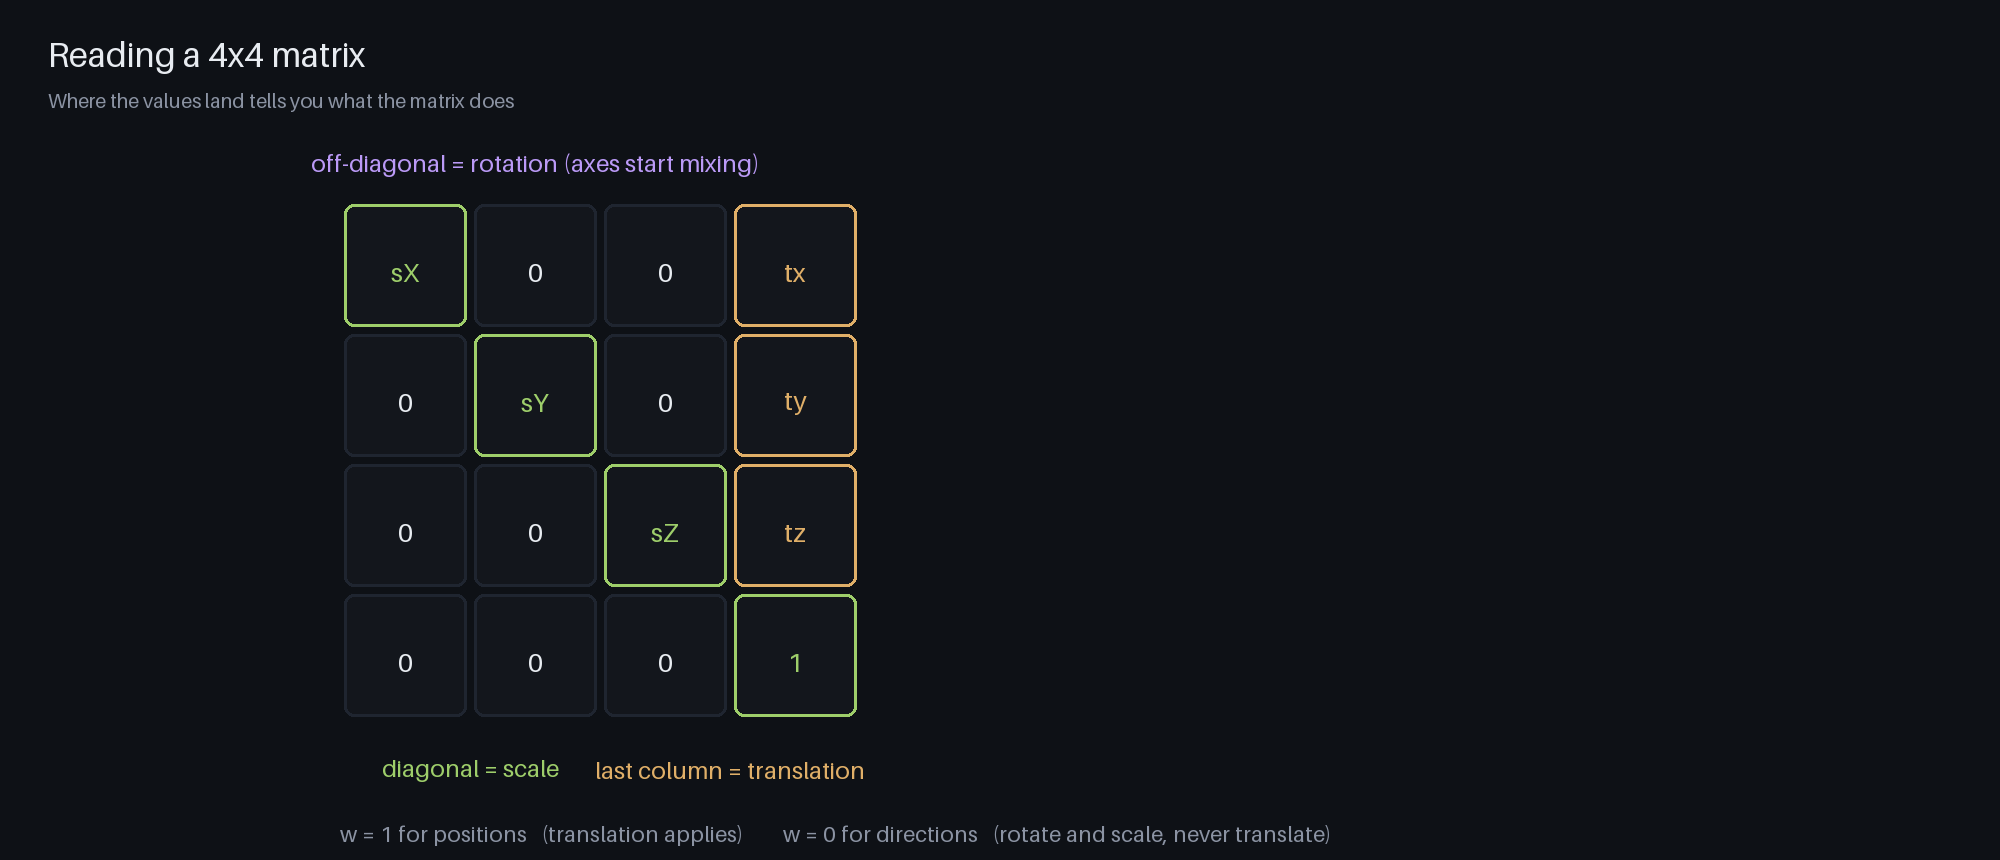 Reading a 4x4 matrix
Where the values land tells you what the matrix does
off-diagonal = rotation (axes start mixing)
sX 0 0 tx
0 sY 0 ty
0 0 sZ tz
0 0 0 1
diagonal = scale last column = translation
w = 1 for positions (translation applies) w = 0 for directions (rotate and scale, never translate)